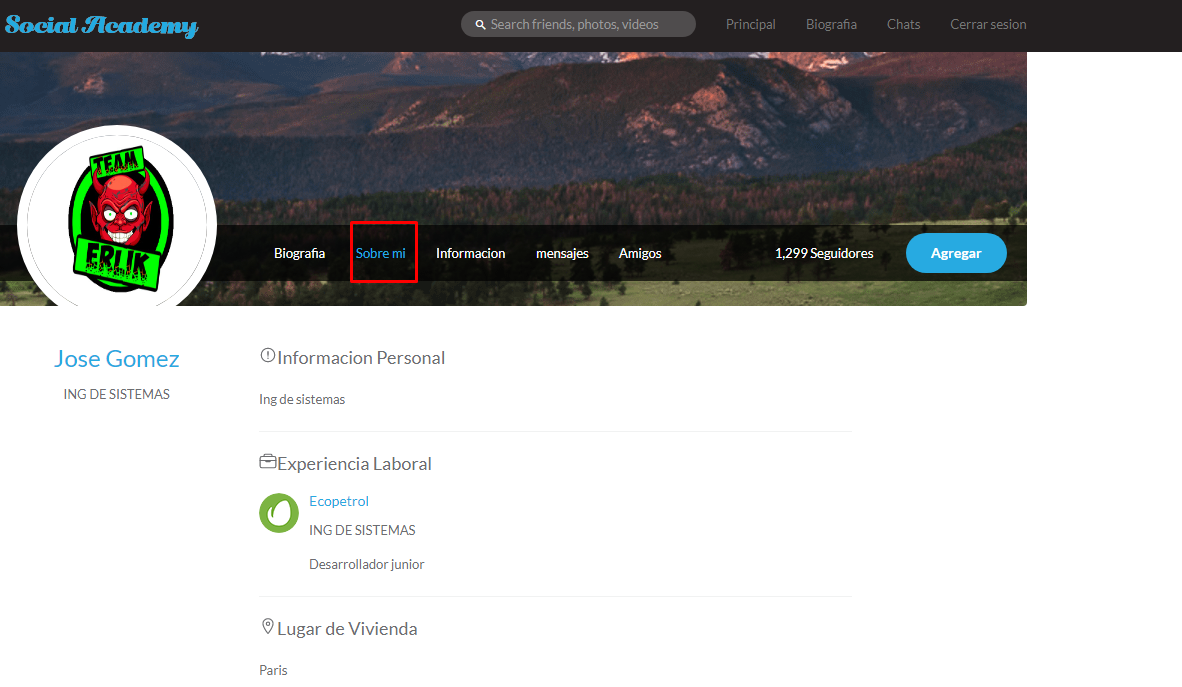 Social Academy
Search friends, photos, videos
Principal
Biografia
Chats
Cerrar sesion
TEAM
ERLIK
Biografia
Sobre mi
Informacion
mensajes
Amigos
1,299 Seguidores
Agregar
Jose Gomez
ING DE SISTEMAS
Informacion Personal
Ing de sistemas
Experiencia Laboral
Ecopetrol
ING DE SISTEMAS
Desarrollador junior
Lugar de Vivienda
Paris